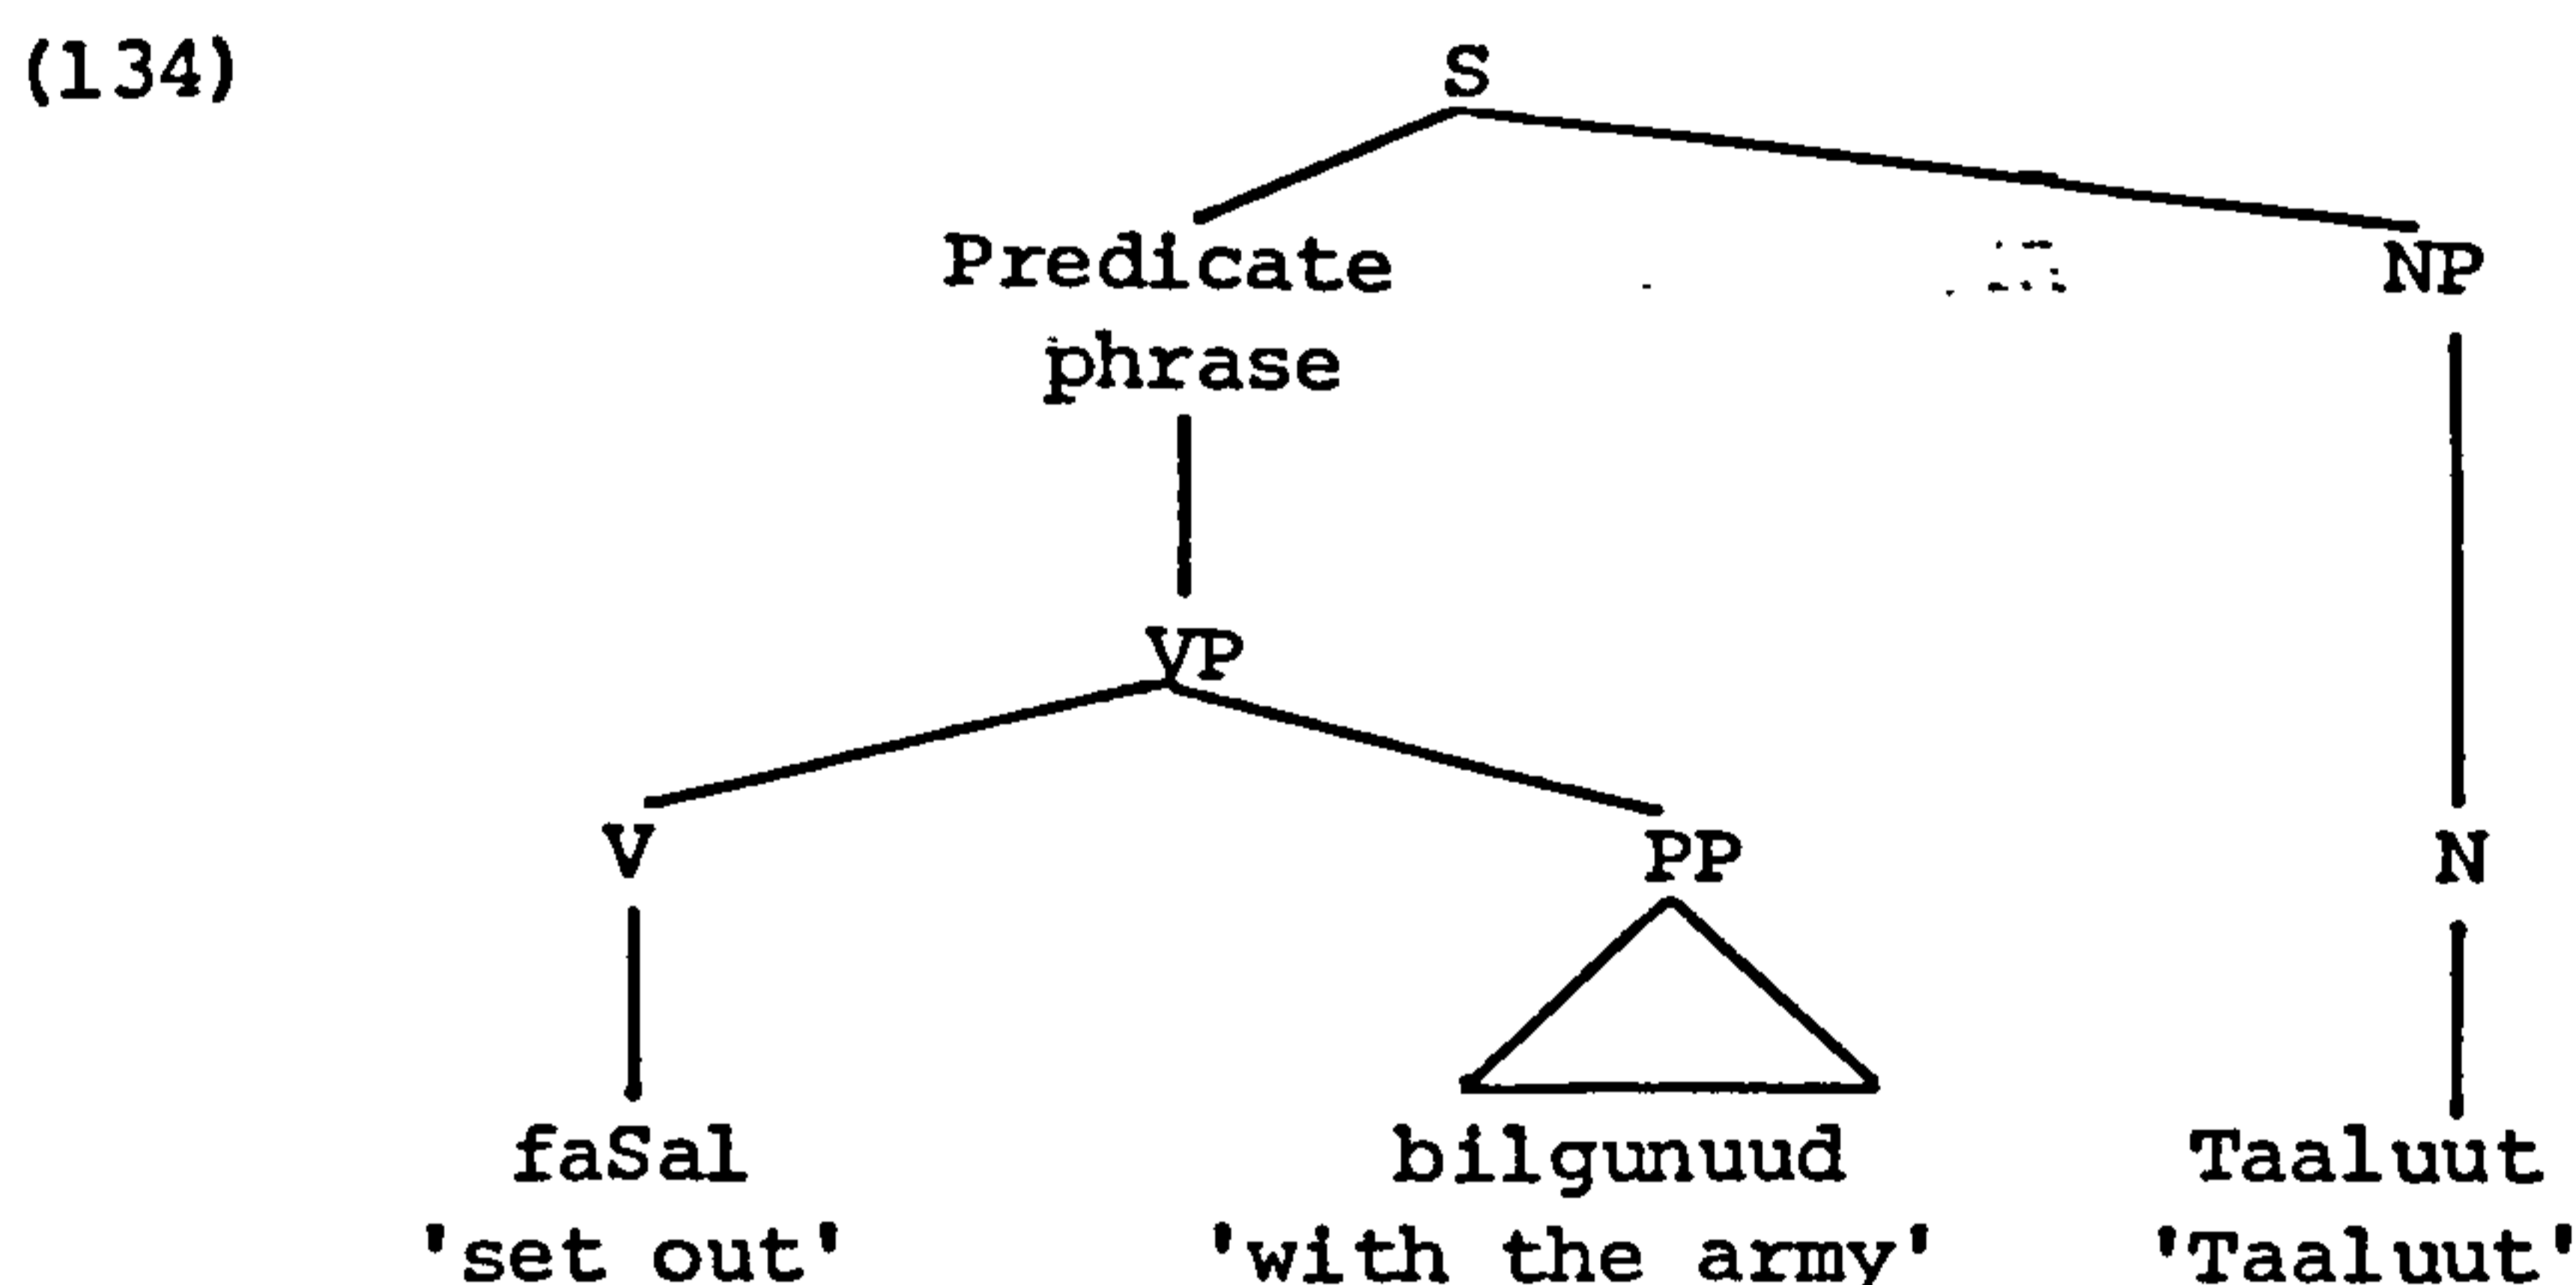 (134)
S
Predicate NP
phrase
VP
V PP N
faSal bilgunuud Taaluut
'set out' 'with the army' 'Taaluut'